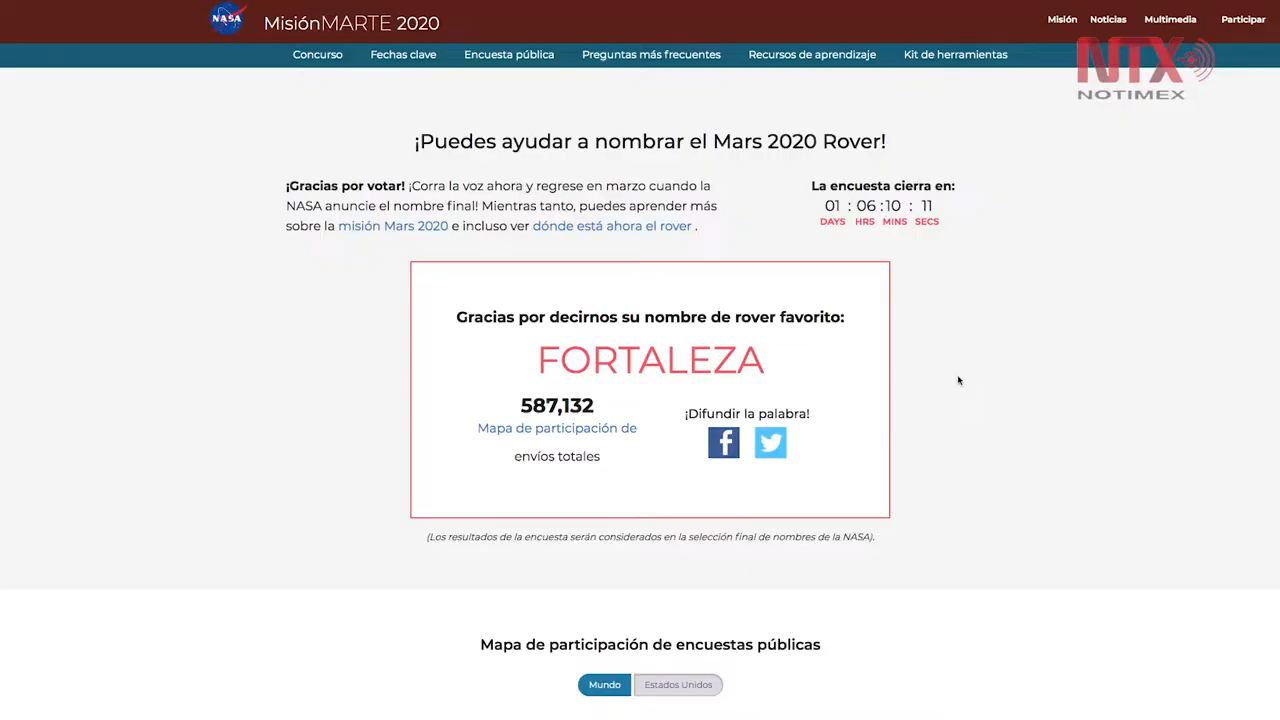 NASA
MisiónMARTE 2020
Misión Noticias Multimedia Participar
Concurso Fechas clave Encuesta pública Preguntas más frecuentes Recursos de aprendizaje Kit de herramientas
NTX
NOTIMEX
¡Puedes ayudar a nombrar el Mars 2020 Rover!
¡Gracias por votar! ¡Corra la voz ahora y regrese en marzo cuando la
NASA anuncie el nombre final! Mientras tanto, puedes aprender más
sobre la misión Mars 2020 e incluso ver dónde está ahora el rover .
La encuesta cierra en:
01 : 06 : 10 : 11
DAYS HRS MINS SECS
Gracias por decirnos su nombre de rover favorito:
FORTALEZA
587,132
Mapa de participación de
envíos totales
¡Difundir la palabra!
(Los resultados de la encuesta serán considerados en la selección final de nombres de la NASA).
Mapa de participación de encuestas públicas
Mundo Estados Unidos